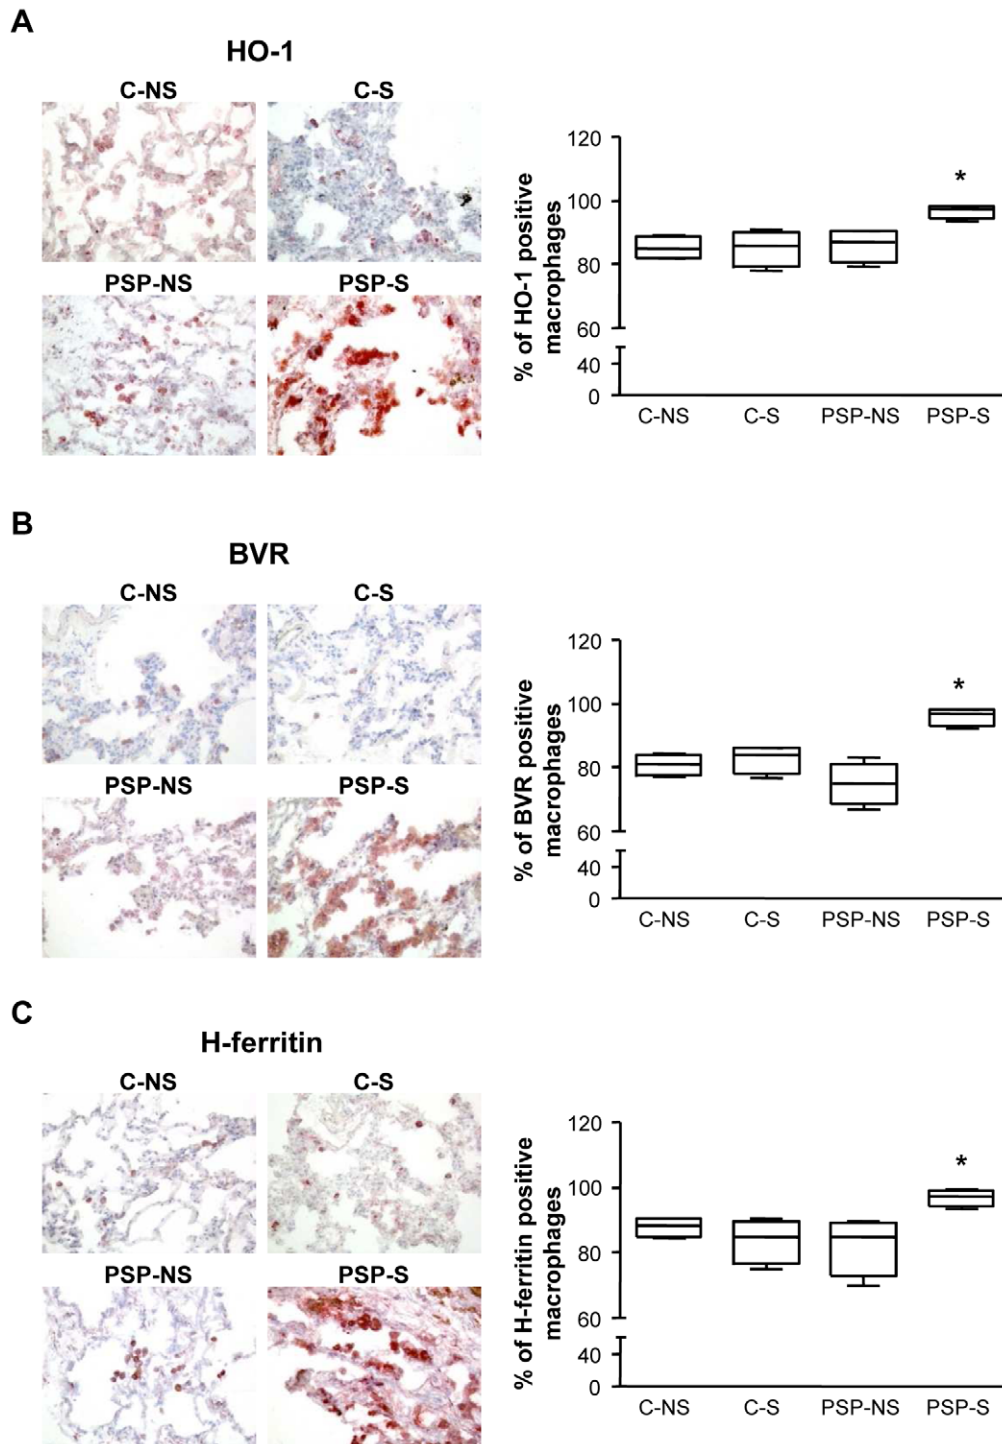 A
HO-1
C-NS
C-S
PSP-NS
PSP-S
% of HO-1 positive
macrophages
120
100
80
60
40
0
C-NS
C-S
PSP-NS
PSP-S
*
B
BVR
C-NS
C-S
PSP-NS
PSP-S
% of BVR positive
macrophages
120
100
80
60
40
0
C-NS
C-S
PSP-NS
PSP-S
*
C
H-ferritin
C-NS
C-S
PSP-NS
PSP-S
% of H-ferritin positive
macrophages
120
100
80
60
40
0
C-NS
C-S
PSP-NS
PSP-S
*